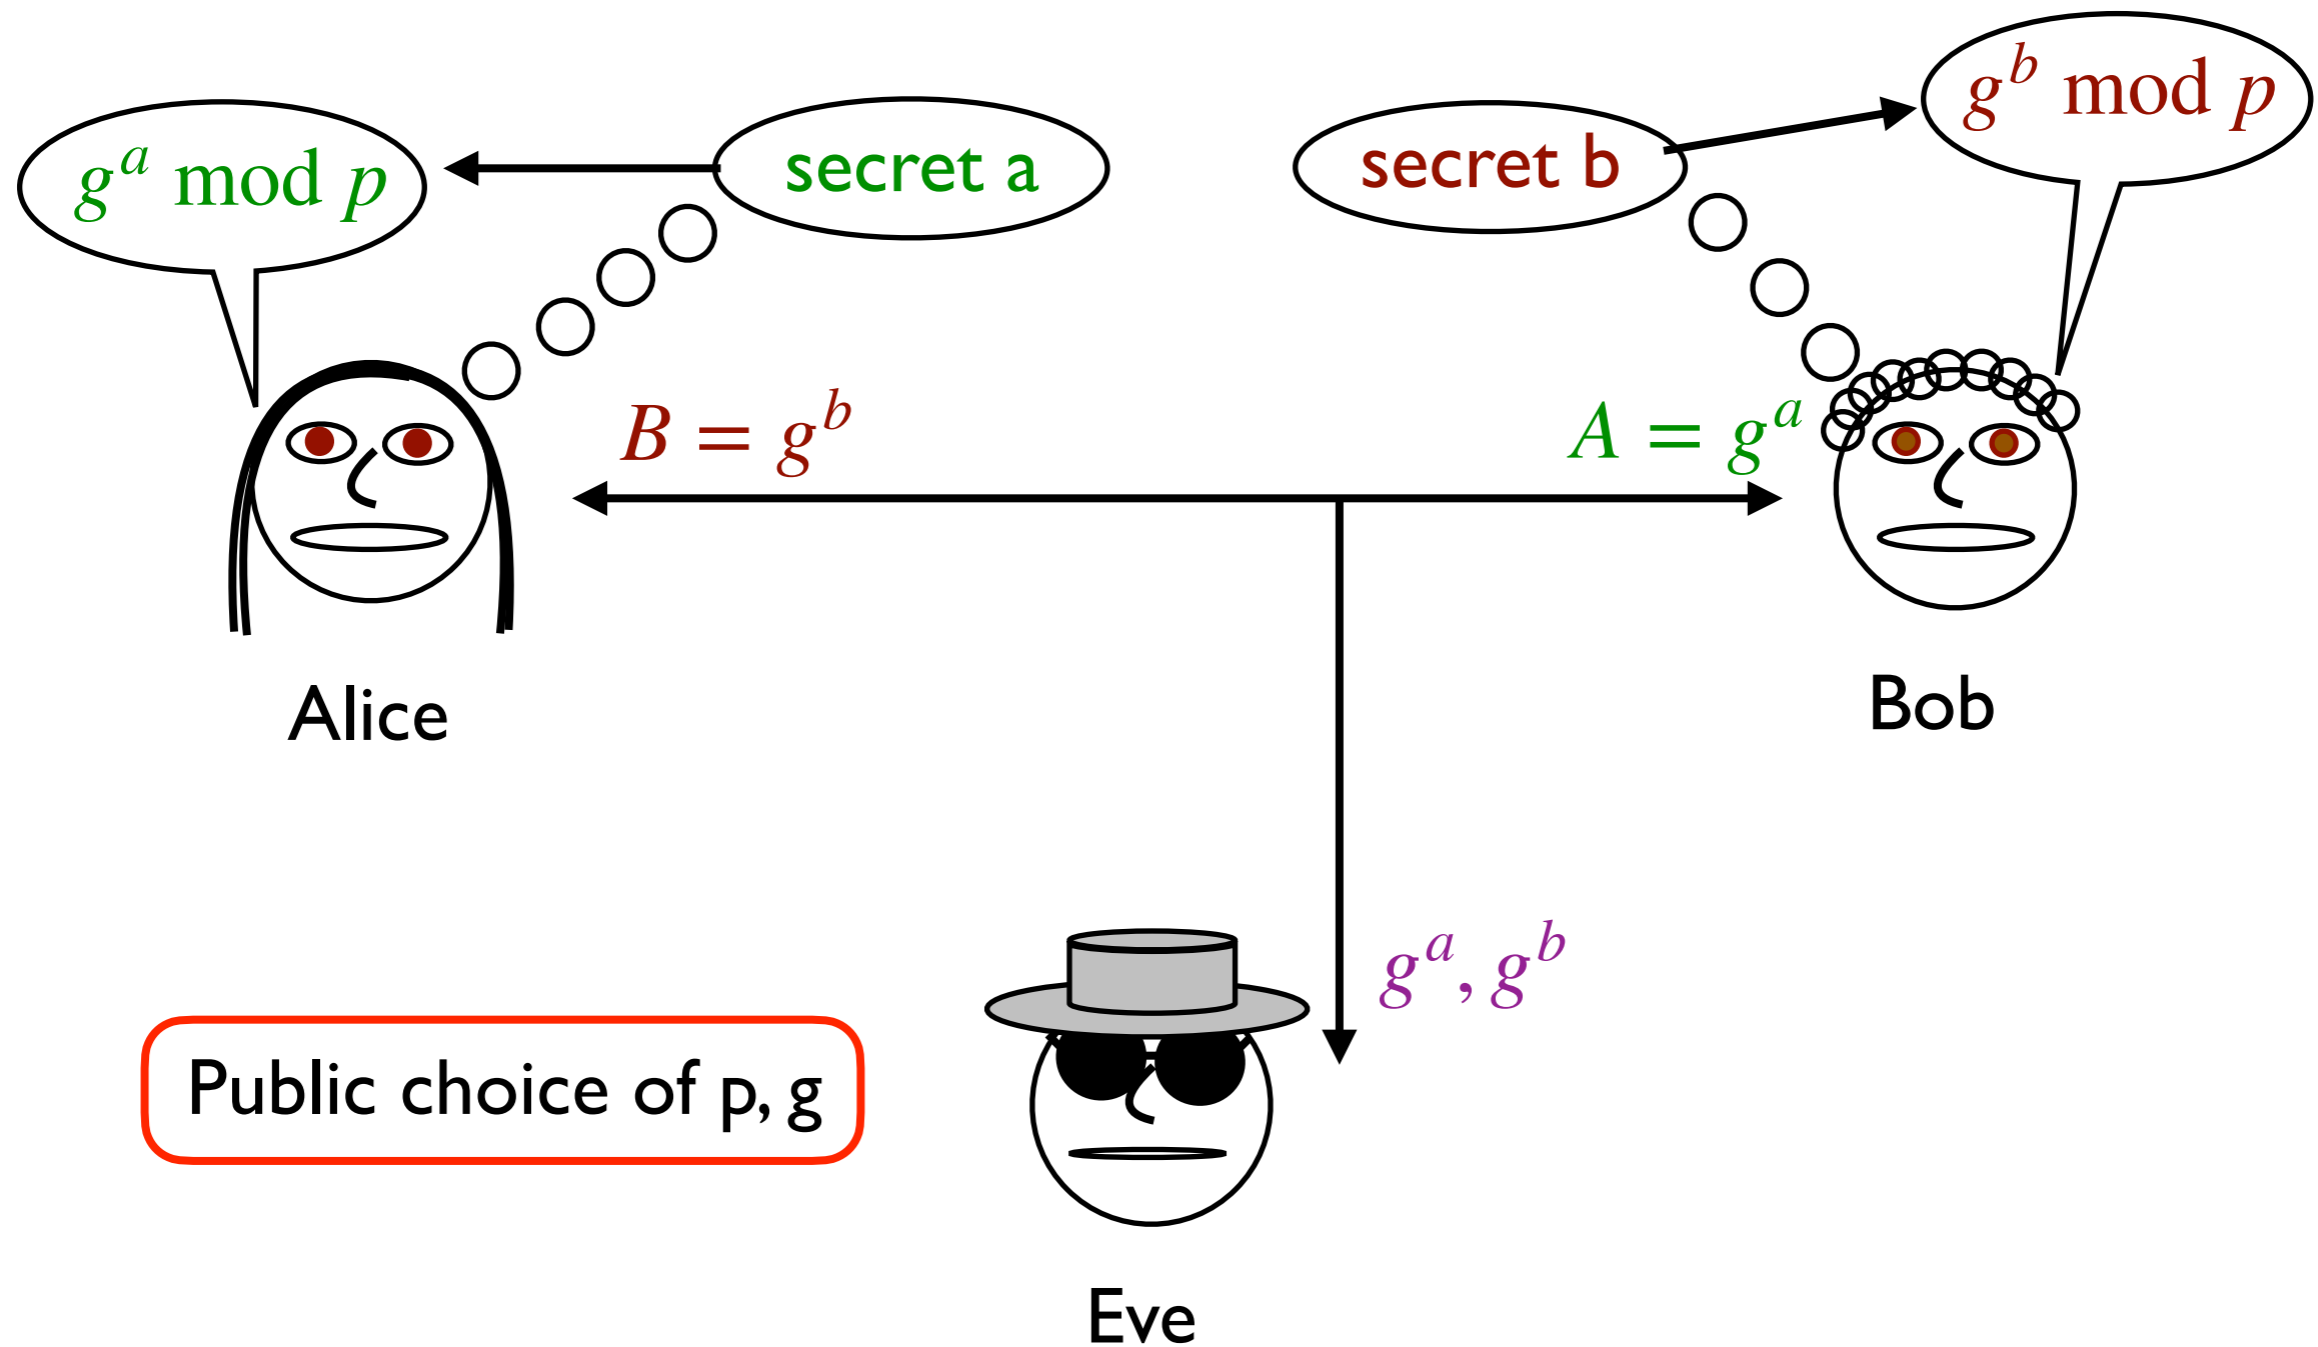 g^b mod p
g^a mod p
secret a
secret b
B = g^b
A = g^a
Alice
Bob
g^a, g^b
Public choice of p, g
Eve